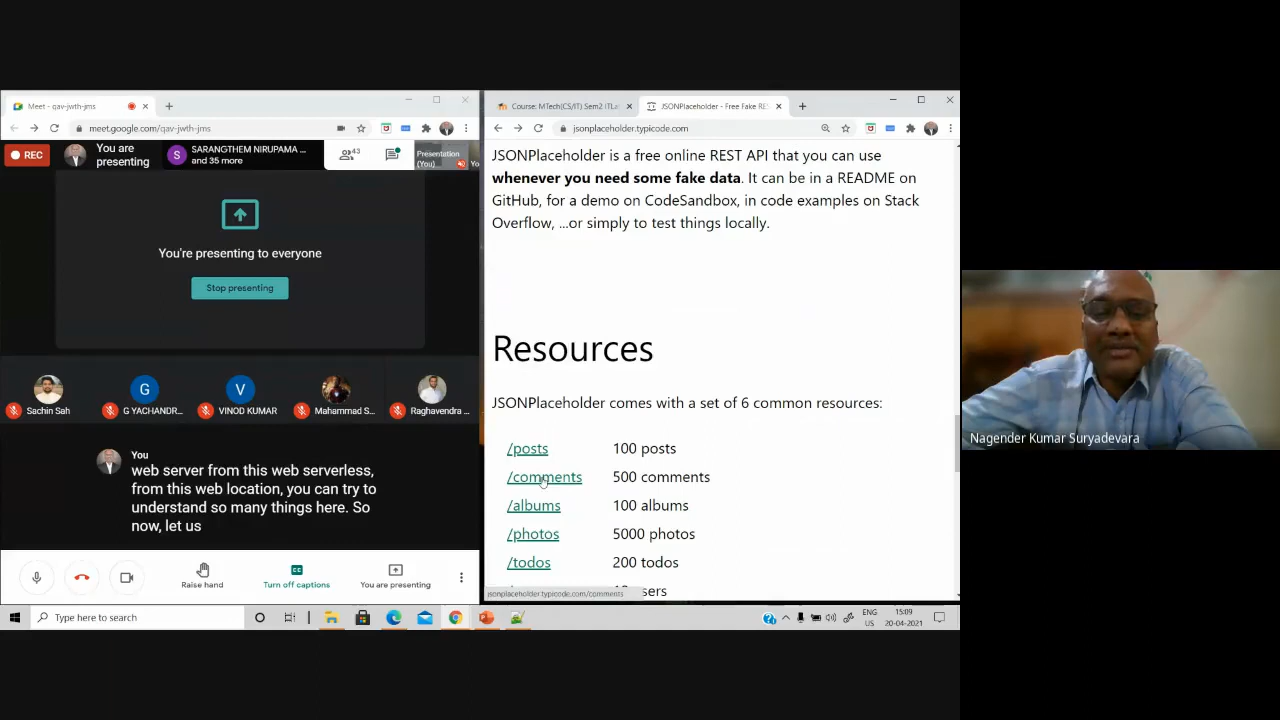 Meet - qav-jwth-jms
meet.google.com/qav-jwth-jms
REC
You are
presenting
S
SARANGTHEM NIRUPAMA ...
and 35 more
43
Presentation
(You)
Yo
You're presenting to everyone
Stop presenting
G
V
Sachin Sah
G YACHANDR...
VINOD KUMAR
Mahammad S...
Raghavendra ...
You
web server from this web serverless,
from this web location, you can try to
understand so many things here. So
now, let us
Raise hand
Turn off captions
You are presenting
Course: MTech(CS/IT) Sem2 ITLa
JSONPlaceholder - Free Fake RES
jsonplaceholder.typicode.com
JSONPlaceholder is a free online REST API that you can use
whenever you need some fake data. It can be in a README on
GitHub, for a demo on CodeSandbox, in code examples on Stack
Overflow, ...or simply to test things locally.
Resources
JSONPlaceholder comes with a set of 6 common resources:
/posts 100 posts
/comments 500 comments
/albums 100 albums
/photos 5000 photos
/todos 200 todos
jsonplaceholder.typicode.com/comments
Nagender Kumar Suryadevara
Type here to search
ENG
US
15:09
20-04-2021